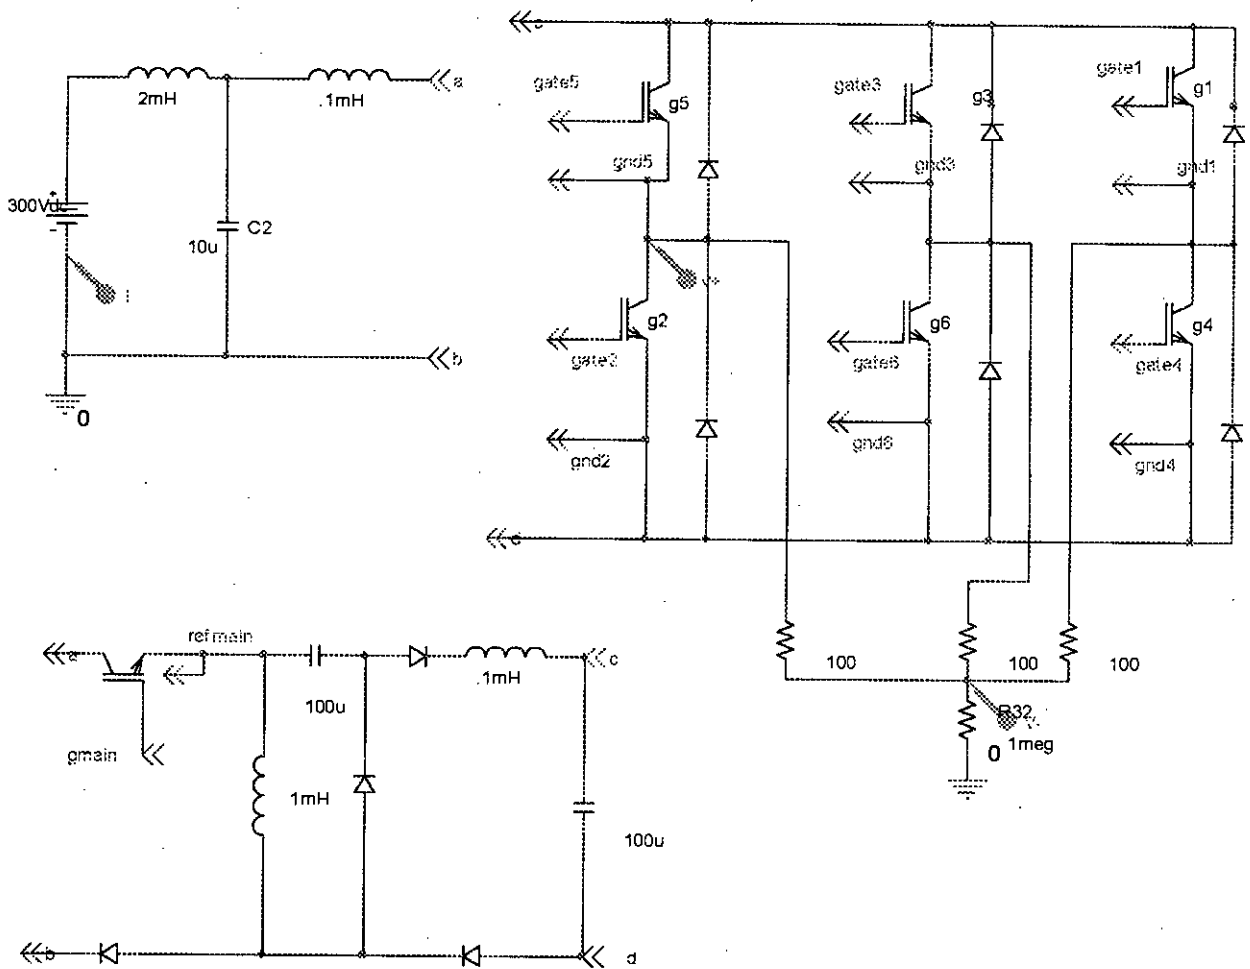 2mH
.1mH
a
300Vdc
+
-
C2
10u
I
b
0
c
gate5
g5
gnd5
V+
g2
gate2
gnd2
d
gate3
g3
gnd3
g6
gate6
gnd6
gate1
g1
gnd1
g4
gate4
gnd4
100
100
100
R32
V-
1meg
0
a
refmain
gmain
100u
.1mH
c
1mH
100u
b
d